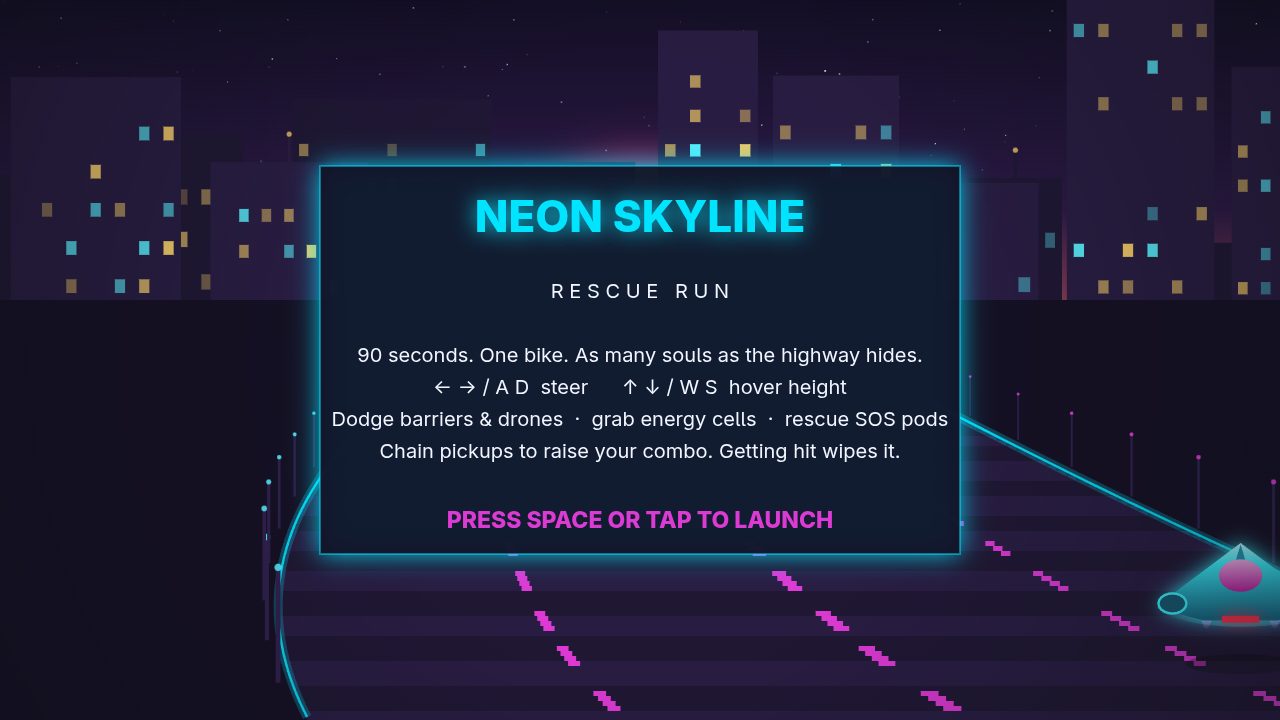 NEON SKYLINE
RESCUE RUN
90 seconds. One bike. As many souls as the highway hides.
← → / A D steer ↑ ↓ / W S hover height
Dodge barriers & drones · grab energy cells · rescue SOS pods
Chain pickups to raise your combo. Getting hit wipes it.
PRESS SPACE OR TAP TO LAUNCH